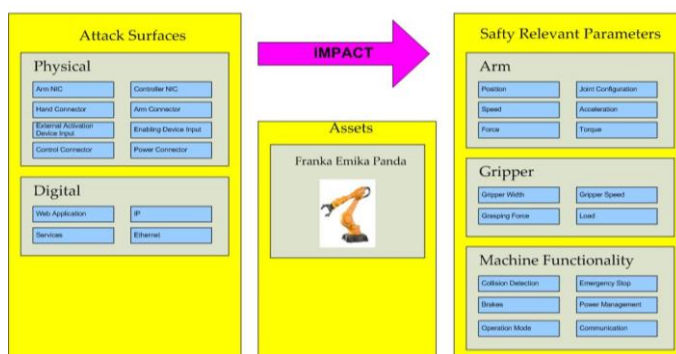 Attack Surfaces
Physical
Arm NIC
Controller NIC
Hand Connector
Arm Connector
External Activation
Device Input
Enabling Device Input
Control Connector
Power Connector
Digital
Web Application
IP
Services
Ethernet
IMPACT
Assets
Franka Emika Panda
Safty Relevant Parameters
Arm
Position
Joint Configuration
Speed
Acceleration
Force
Torque
Gripper
Gripper Width
Gripper Speed
Grasping Force
Load
Machine Functionality
Collision Detection
Emergency Stop
Brakes
Power Management
Operation Mode
Communication